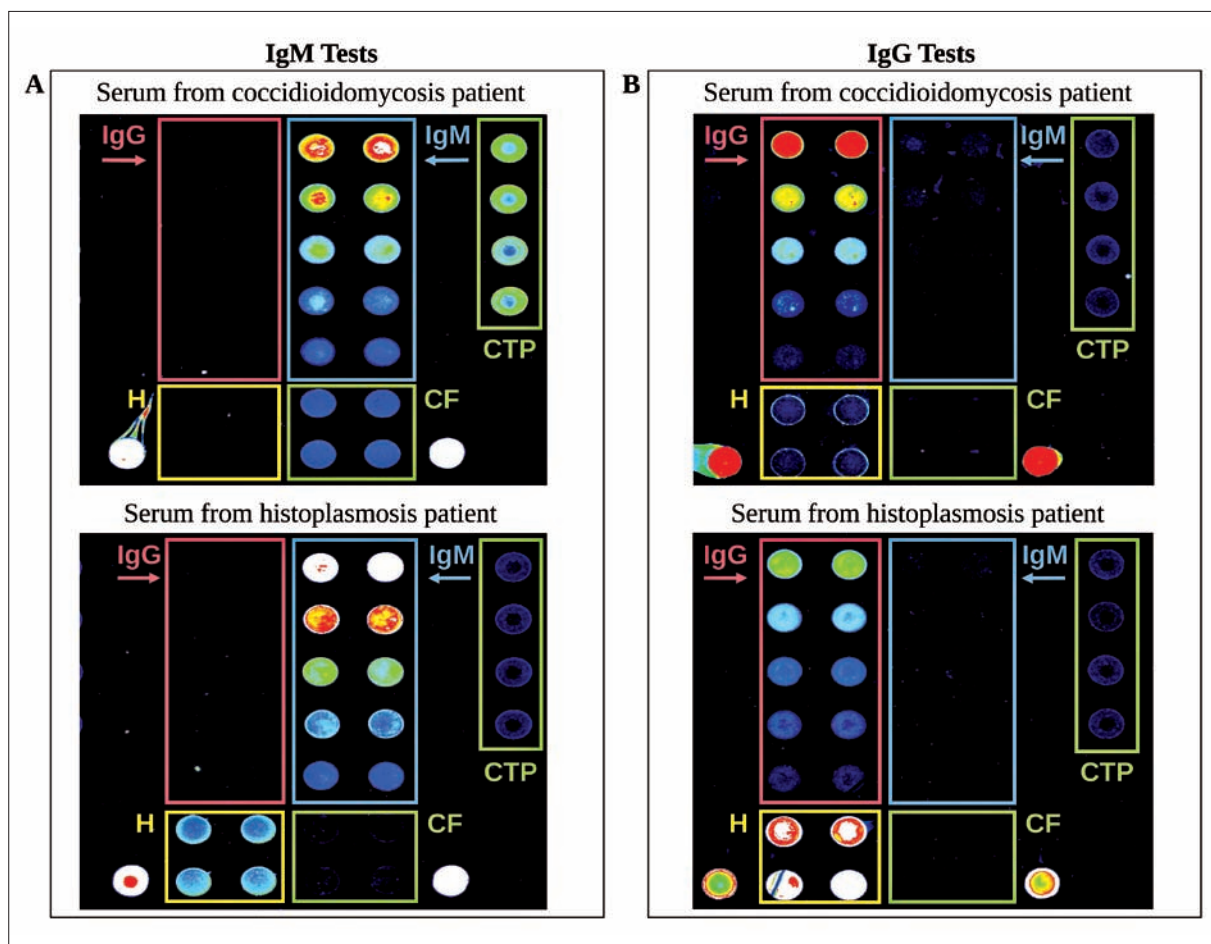 IgM Tests
A
Serum from coccidioidomycosis patient
IgG
IgM
CTP
H
CF
Serum from histoplasmosis patient
IgG
IgM
CTP
H
CF
IgG Tests
B
Serum from coccidioidomycosis patient
IgG
IgM
CTP
H
CF
Serum from histoplasmosis patient
IgG
IgM
CTP
H
CF